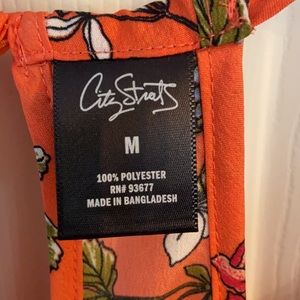 City Streets
M
100% POLYESTER
RN# 93677
MADE IN BANGLADESH